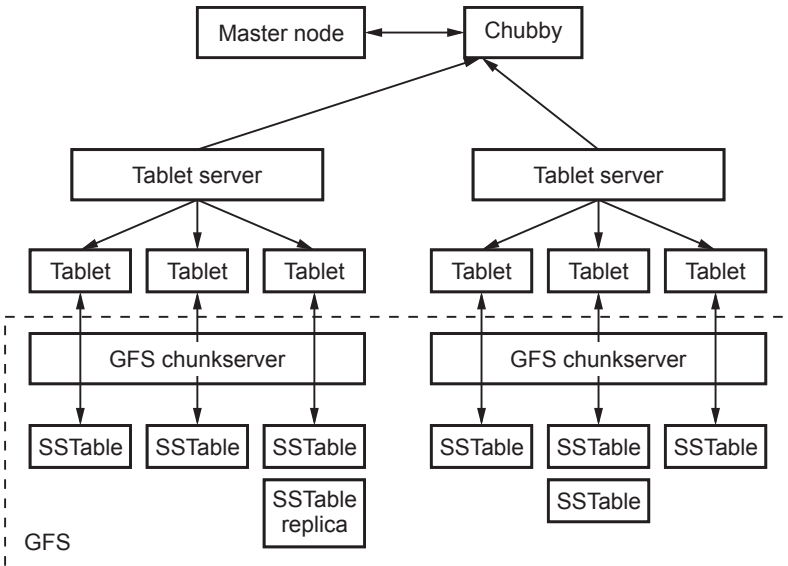 Master node
Chubby
Tablet server
Tablet server
Tablet
Tablet
Tablet
Tablet
Tablet
Tablet
GFS chunkserver
GFS chunkserver
SSTable
SSTable
SSTable
SSTable
SSTable
SSTable
SSTable
replica
SSTable
GFS